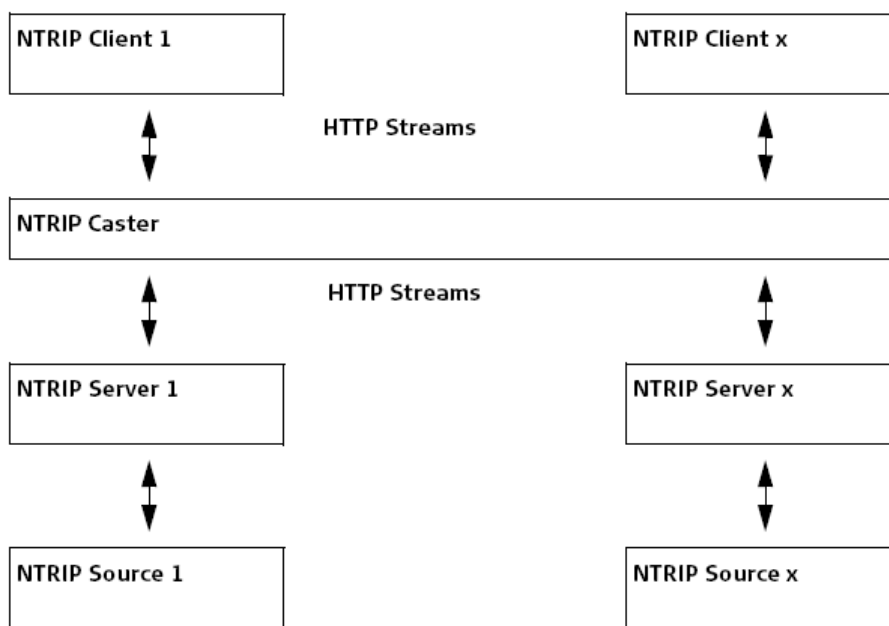 NTRIP Client 1
NTRIP Client x
HTTP Streams
NTRIP Caster
HTTP Streams
NTRIP Server 1
NTRIP Server x
NTRIP Source 1
NTRIP Source x